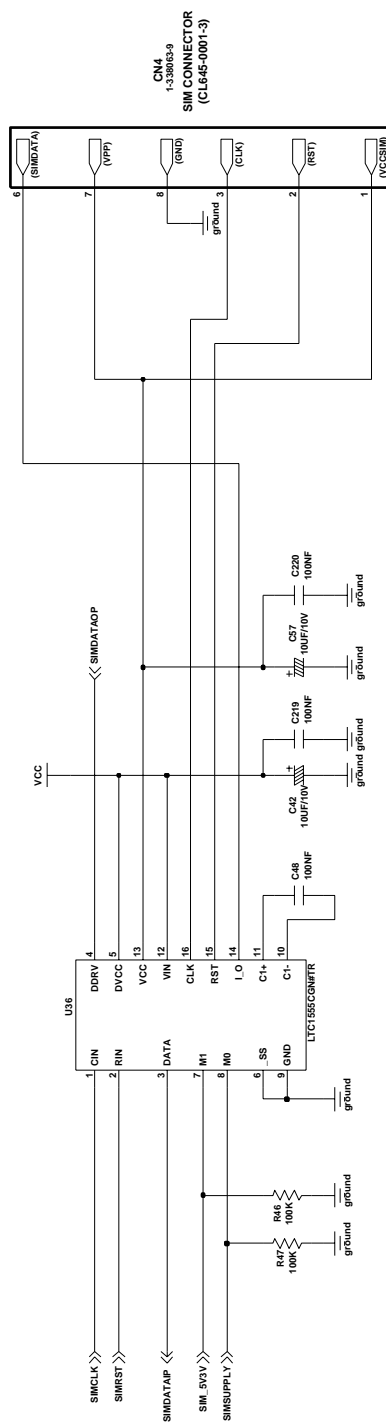 CN4
1-338063-9
SIM CONNECTOR
(CL645-0001-3)
6
(SIMDATA)
7
(VPP)
8
(GND)
ground
3
(CLK)
2
(RST)
1
(VCCSIM)
SIMDATAOP
VCC
C42
10UF/10V
+
ground
C219
100NF
ground
C57
10UF/10V
+
ground
C220
100NF
ground
C48
100NF
U36
1
CIN
2
RIN
3
DATA
7
M1
8
M0
6
_SS
9
GND
4
DDRV
5
DVCC
13
VCC
12
VIN
16
CLK
15
RST
14
I_O
11
C1+
10
C1-
LTC1555CGN#TR
ground
R46
100K
ground
R47
100K
ground
SIMCLK
SIMRST
SIMDATAIP
SIM_5V3V
SIMSUPPLY